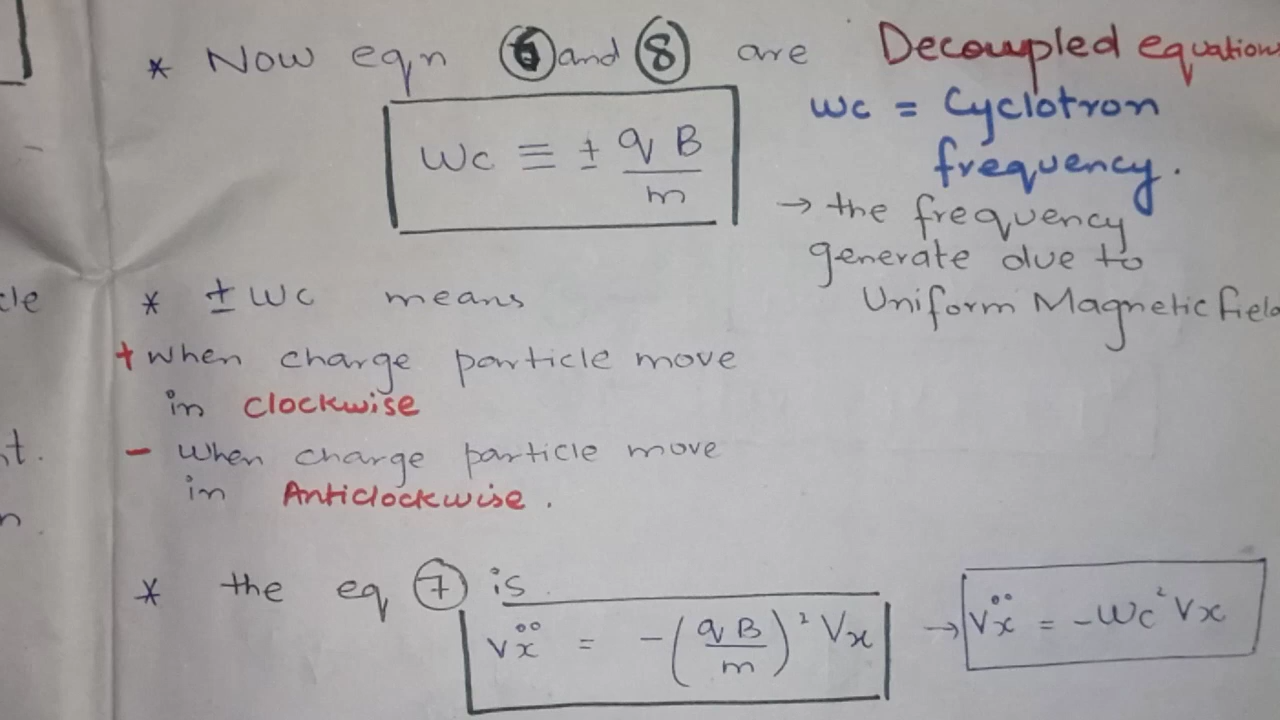 * Now eqn ⑥ and ⑧ are Decoupled equation
ωc = Cyclotron
frequency.
ωc ≡ ± qB/m
→ the frequency
generate due to
Uniform Magnetic field
cle
* ± ωc means
+ when charge particle move
in clockwise
- when charge particle move
in Anticlockwise.
* the eq ⑦ is
v̈x = -(qB/m)² Vx → v̈x = -ωc² Vx